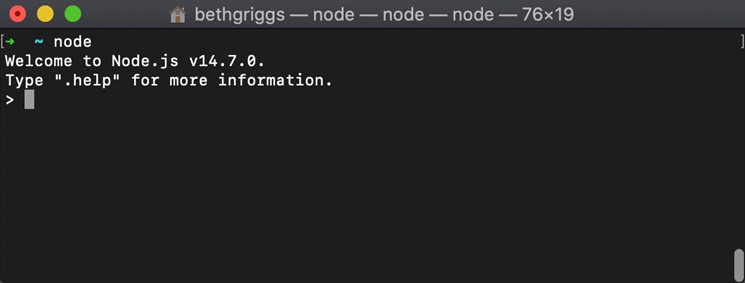 bethgriggs — node — node — node — 76×19
[➜ ~ node ]
Welcome to Node.js v14.7.0.
Type ".help" for more information.
>